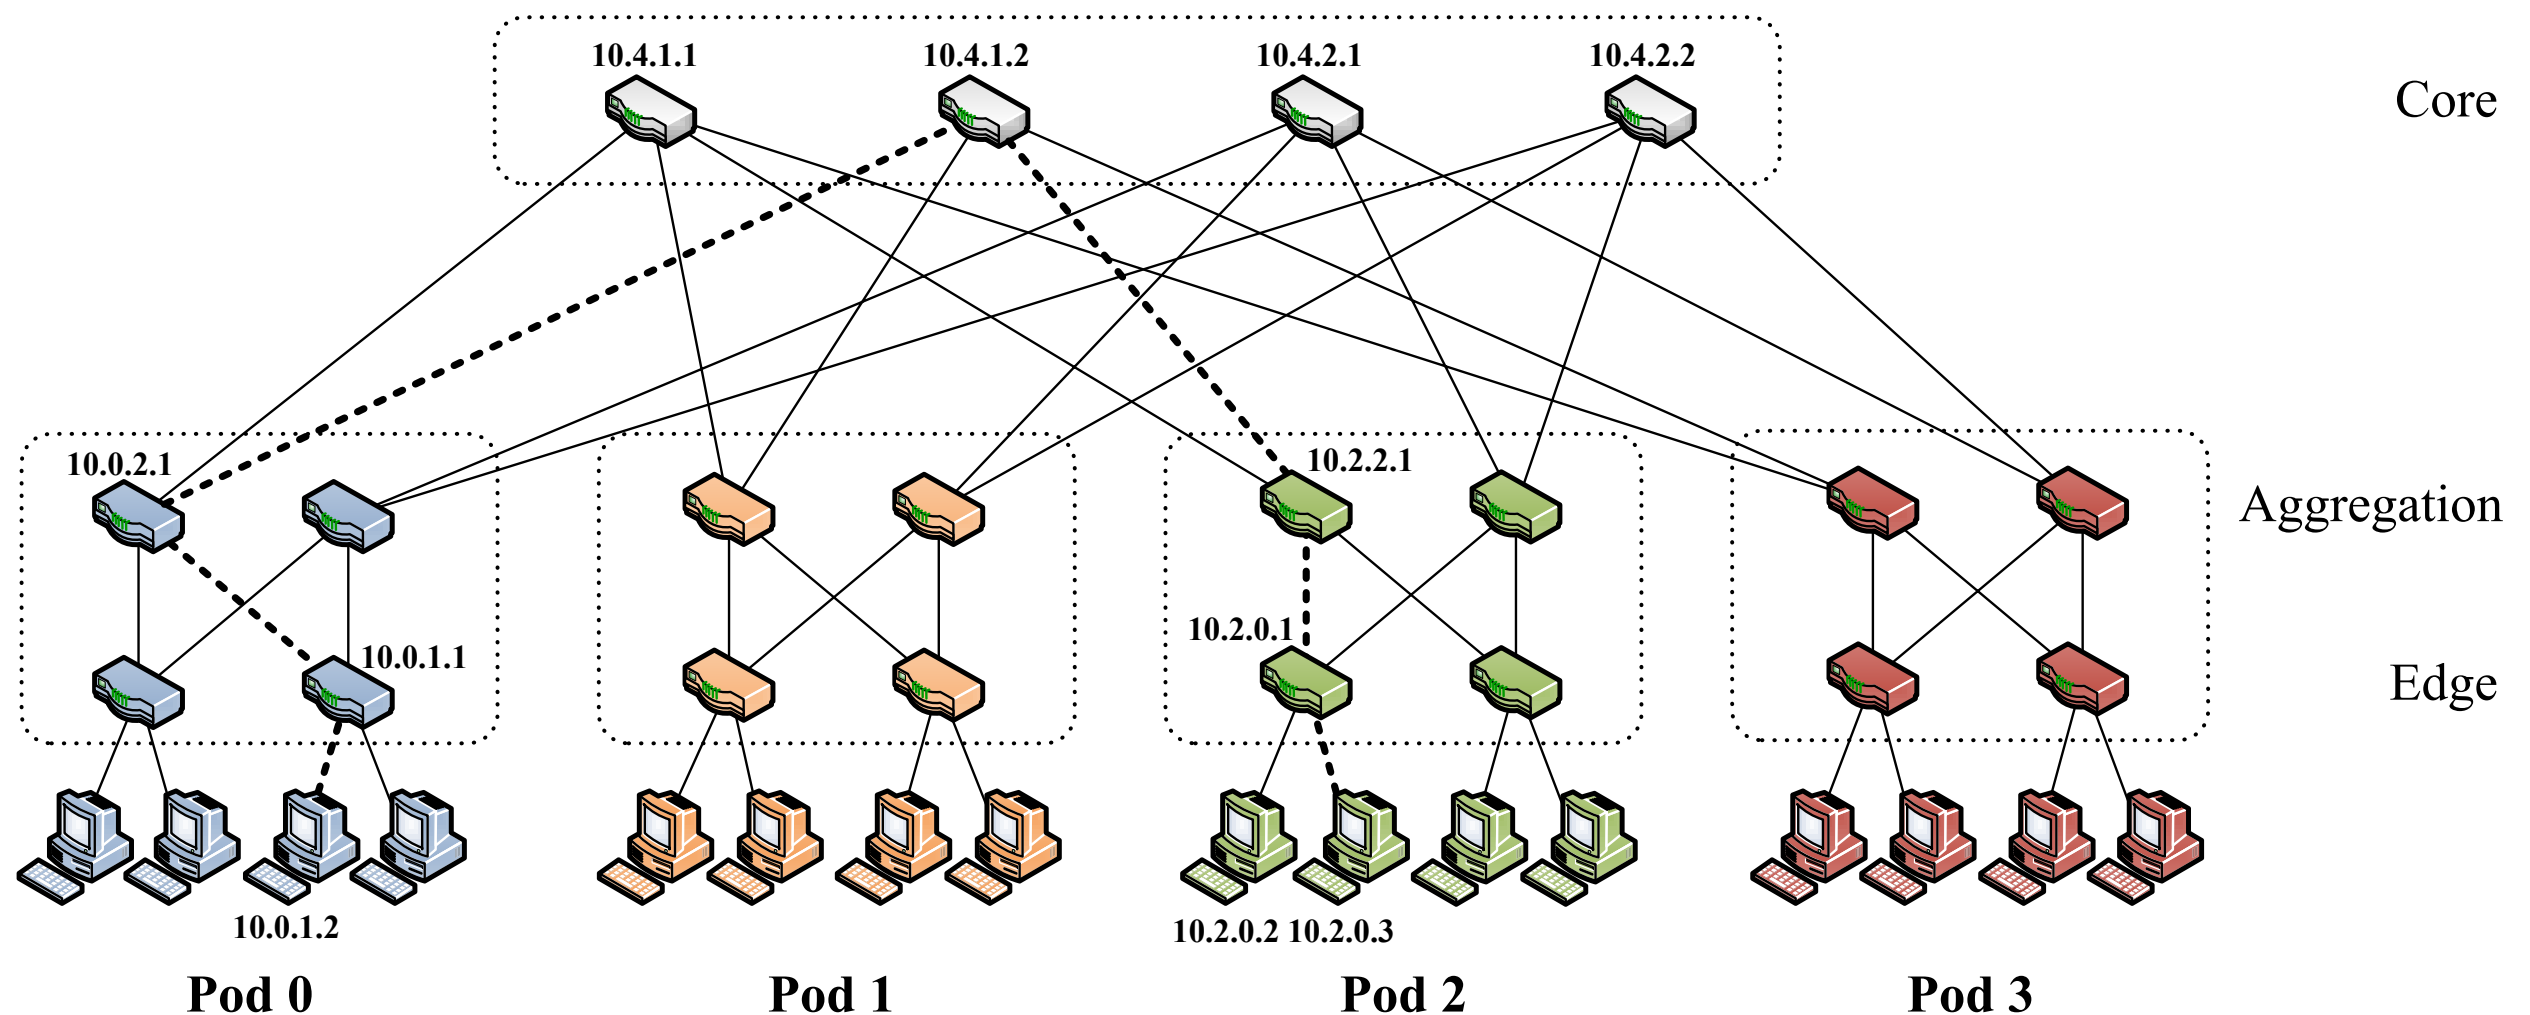 10.4.1.1
10.4.1.2
10.4.2.1
10.4.2.2
Core
10.0.2.1
10.2.2.1
Aggregation
10.0.1.1
10.2.0.1
Edge
10.0.1.2
10.2.0.2 10.2.0.3
Pod 0
Pod 1
Pod 2
Pod 3